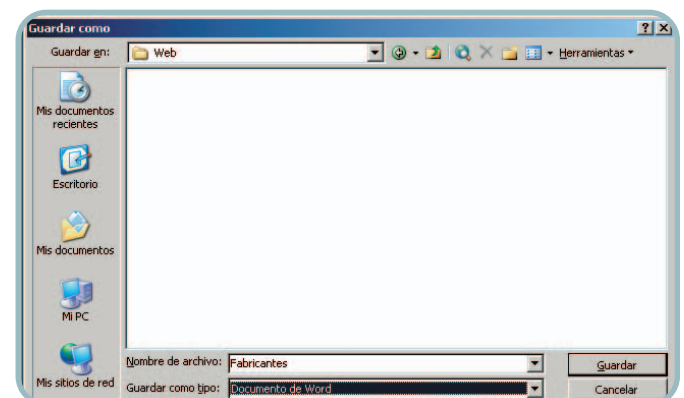 Guardar como
Guardar en: Web Herramientas
Mis documentos
recientes
Escritorio
Mis documentos
Mi PC
Mis sitios de red
Nombre de archivo: Fabricantes Guardar
Guardar como tipo: Documento de Word Cancelar